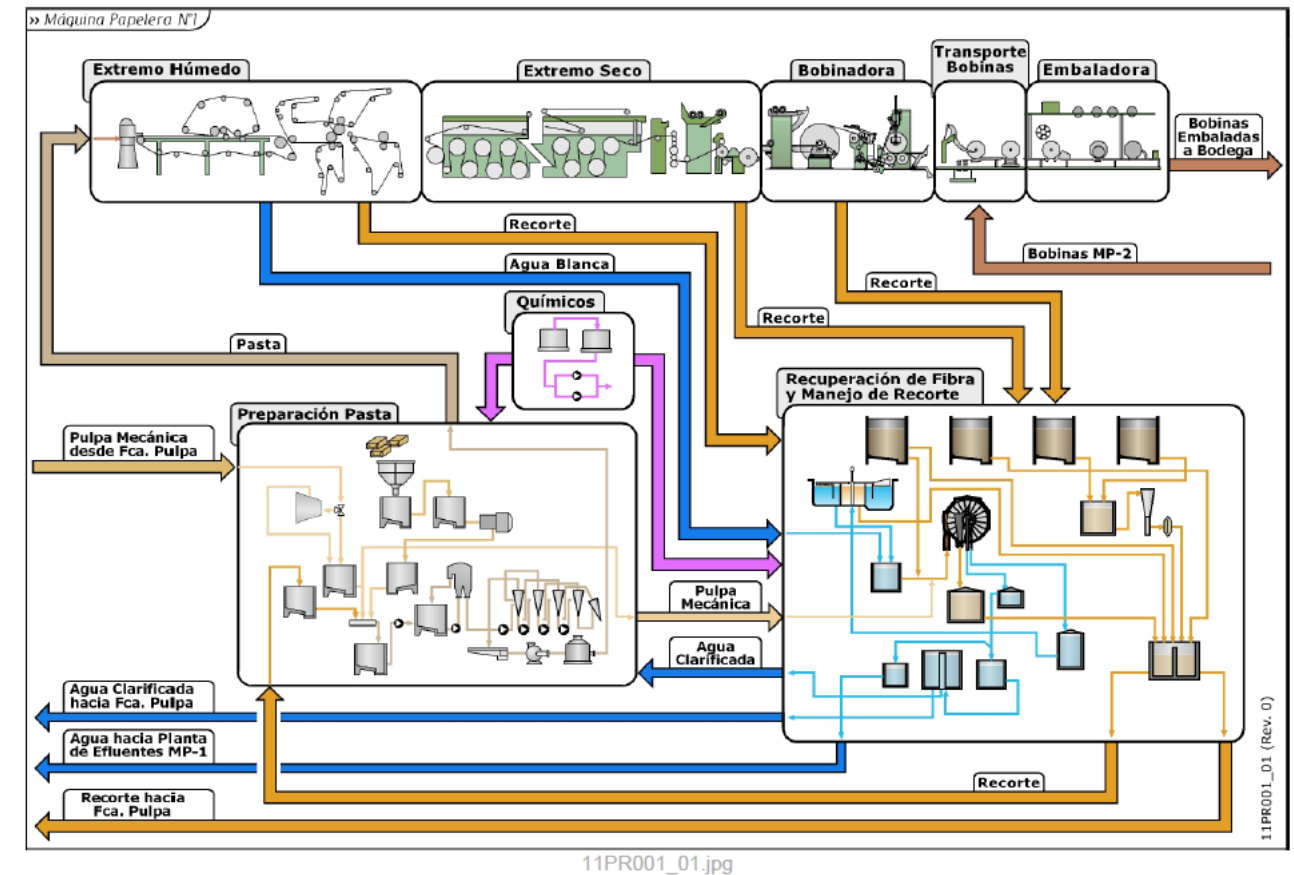 » Máquina Papelera Nº1
Extremo Húmedo
Extremo Seco
Bobinadora
Transporte
Bobinas
Embaladora
Bobinas
Embaladas
a Bodega
Recorte
Agua Blanca
Bobinas MP-2
Recorte
Químicos
Recorte
Pasta
Recuperación de Fibra
y Manejo de Recorte
Preparación Pasta
Pulpa Mecánica
desde Fca. Pulpa
Pulpa
Mecánica
Agua
Clarificada
Agua Clarificada
hacia Fca. Pulpa
Agua hacia Planta
de Efluentes MP-1
Recorte
Recorte hacia
Fca. Pulpa
11PR001_01 (Rev. 0)
11PR001_01.jpg